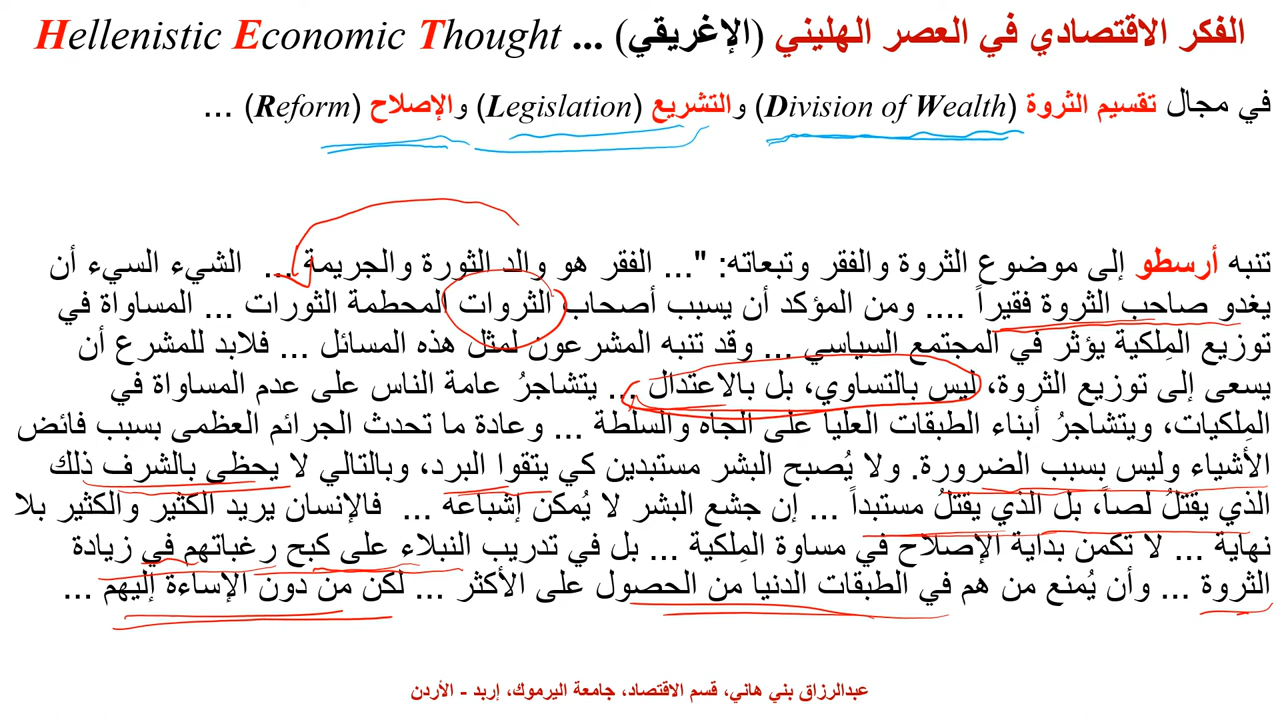 الفكر الاقتصادي في العصر الهليني (الإغريقي) ... Hellenistic Economic Thought
في مجال تقسيم الثروة (Division of Wealth) والتشريع (Legislation) والإصلاح (Reform) ...
تنبه أرسطو إلى موضوع الثروة والفقر وتبعاته: "... الفقر هو والد الثورة والجريمة ... الشيء السيء أن
يغدو صاحب الثروة فقيراً .... ومن المؤكد أن يسبب أصحاب الثروات المحطمة الثورات ... المساواة في
توزيع المِلكية يؤثر في المجتمع السياسي ... وقد تنبه المشرعون لمثل هذه المسائل ... فلابد للمشرع أن
يسعى إلى توزيع الثروة، ليس بالتساوي، بل بالاعتدال ... يتشاجرُ عامة الناس على عدم المساواة في
المِلكيات، ويتشاجرُ أبناء الطبقات العليا على الجاه والسلطة ... وعادة ما تحدث الجرائم العظمى بسبب فائض
الأشياء وليس بسبب الضرورة. ولا يُصبح البشر مستبدين كي يتقوا البرد، وبالتالي لا يحظى بالشرف ذلك
الذي يقتلُ لصاً، بل الذي يقتلُ مستبداً ... إن جشع البشر لا يُمكن إشباعه ... فالإنسان يريد الكثير والكثير بلا
نهاية ... لا تكمن بداية الإصلاح في مساوة المِلكية ... بل في تدريب النبلاء على كبح رغباتهم في زيادة
الثروة ... وأن يُمنع من هم في الطبقات الدنيا من الحصول على الأكثر ... لكن من دون الإساءة إليهم ...
عبدالرزاق بني هاني، قسم الاقتصاد، جامعة اليرموك، إربد - الأردن